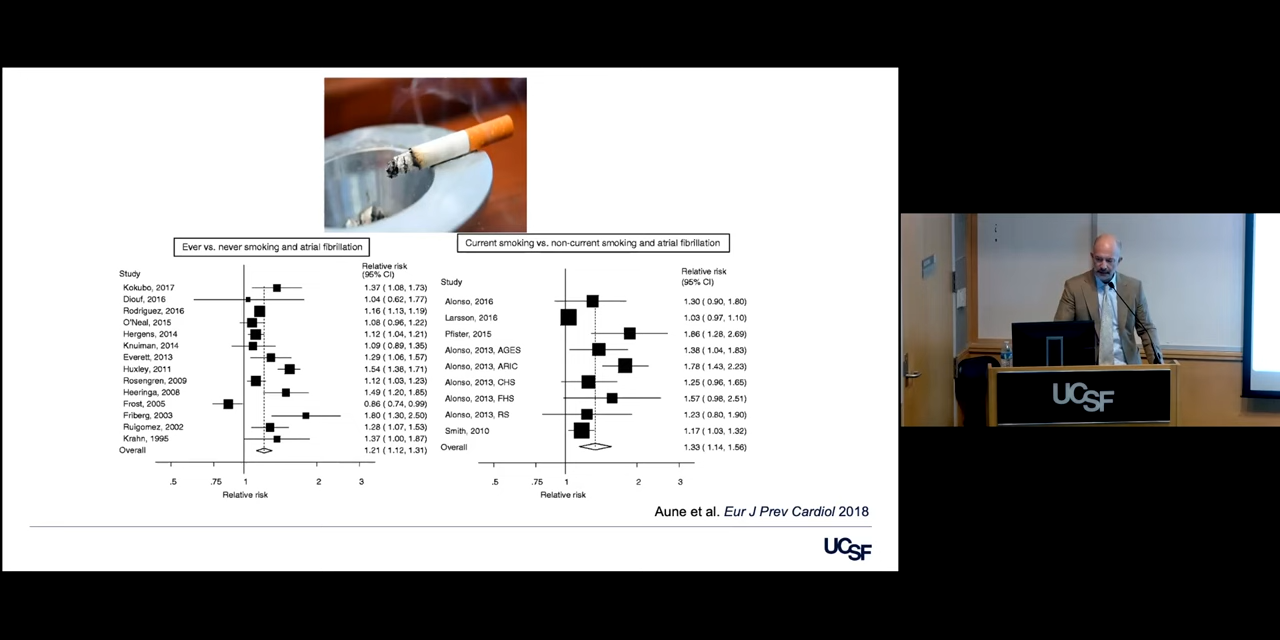 Ever vs. never smoking and atrial fibrillation
Study
Relative risk
(95% CI)
Kokubo, 2017 1.37 ( 1.08, 1.73)
Diouf, 2016 1.04 ( 0.62, 1.77)
Rodriguez, 2016 1.16 ( 1.13, 1.19)
O'Neal, 2015 1.08 ( 0.96, 1.22)
Hergens, 2014 1.12 ( 1.04, 1.21)
Knuiman, 2014 1.09 ( 0.89, 1.35)
Everett, 2013 1.29 ( 1.06, 1.57)
Huxley, 2011 1.54 ( 1.38, 1.71)
Rosengren, 2009 1.12 ( 1.03, 1.23)
Heeringa, 2008 1.49 ( 1.20, 1.85)
Frost, 2005 0.86 ( 0.74, 0.99)
Friberg, 2003 1.80 ( 1.30, 2.50)
Ruigomez, 2002 1.28 ( 1.07, 1.53)
Krahn, 1995 1.37 ( 1.00, 1.87)
Overall 1.21 ( 1.12, 1.31)
.5 .75 1 2 3
Relative risk
Current smoking vs. non-current smoking and atrial fibrillation
Study
Relative risk
(95% CI)
Alonso, 2016 1.30 ( 0.90, 1.80)
Larsson, 2016 1.03 ( 0.97, 1.10)
Pfister, 2015 1.86 ( 1.28, 2.69)
Alonso, 2013, AGES 1.38 ( 1.04, 1.83)
Alonso, 2013, ARIC 1.78 ( 1.43, 2.23)
Alonso, 2013, CHS 1.25 ( 0.96, 1.65)
Alonso, 2013, FHS 1.57 ( 0.98, 2.51)
Alonso, 2013, RS 1.23 ( 0.80, 1.90)
Smith, 2010 1.17 ( 1.03, 1.32)
Overall 1.33 ( 1.14, 1.56)
.5 .75 1 2 3
Relative risk
Aune et al. Eur J Prev Cardiol 2018
UCSF
UCSF